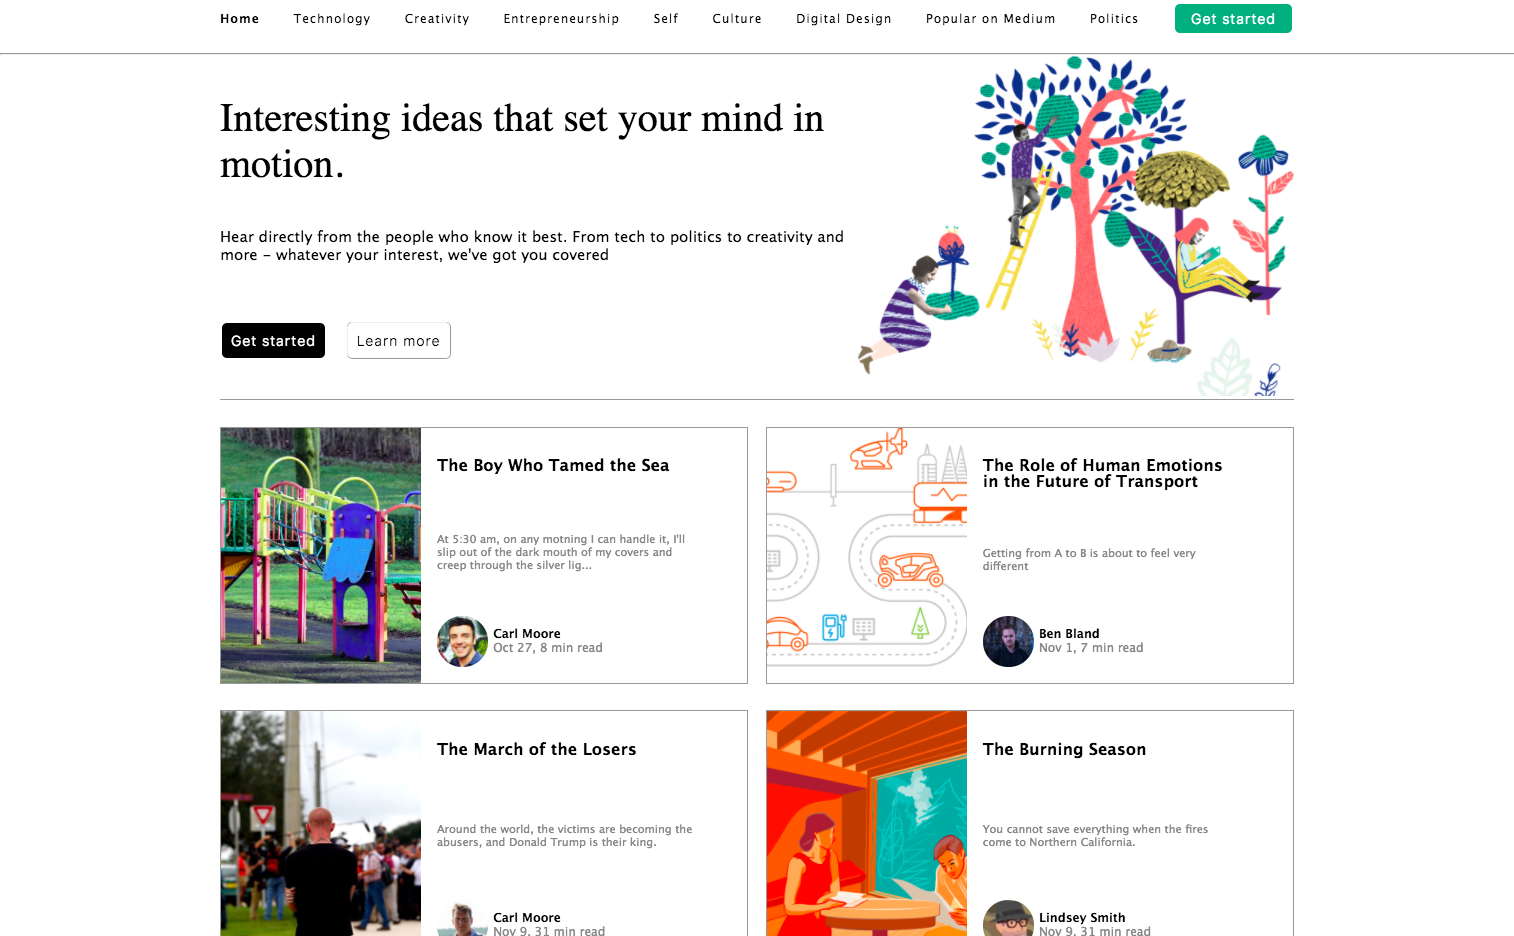 Home Technology Creativity Entrepreneurship Self Culture Digital Design Popular on Medium Politics Get started
Interesting ideas that set your mind in
motion.
Hear directly from the people who know it best. From tech to politics to creativity and
more – whatever your interest, we've got you covered
Get started Learn more
The Boy Who Tamed the Sea
At 5:30 am, on any motning I can handle it, I'll
slip out of the dark mouth of my covers and
creep through the silver lig...
Carl Moore
Oct 27, 8 min read
The Role of Human Emotions
in the Future of Transport
Getting from A to B is about to feel very
different
Ben Bland
Nov 1, 7 min read
The March of the Losers
Around the world, the victims are becoming the
abusers, and Donald Trump is their king.
Carl Moore
Nov 9, 31 min read
The Burning Season
You cannot save everything when the fires
come to Northern California.
Lindsey Smith
Nov 9, 31 min read